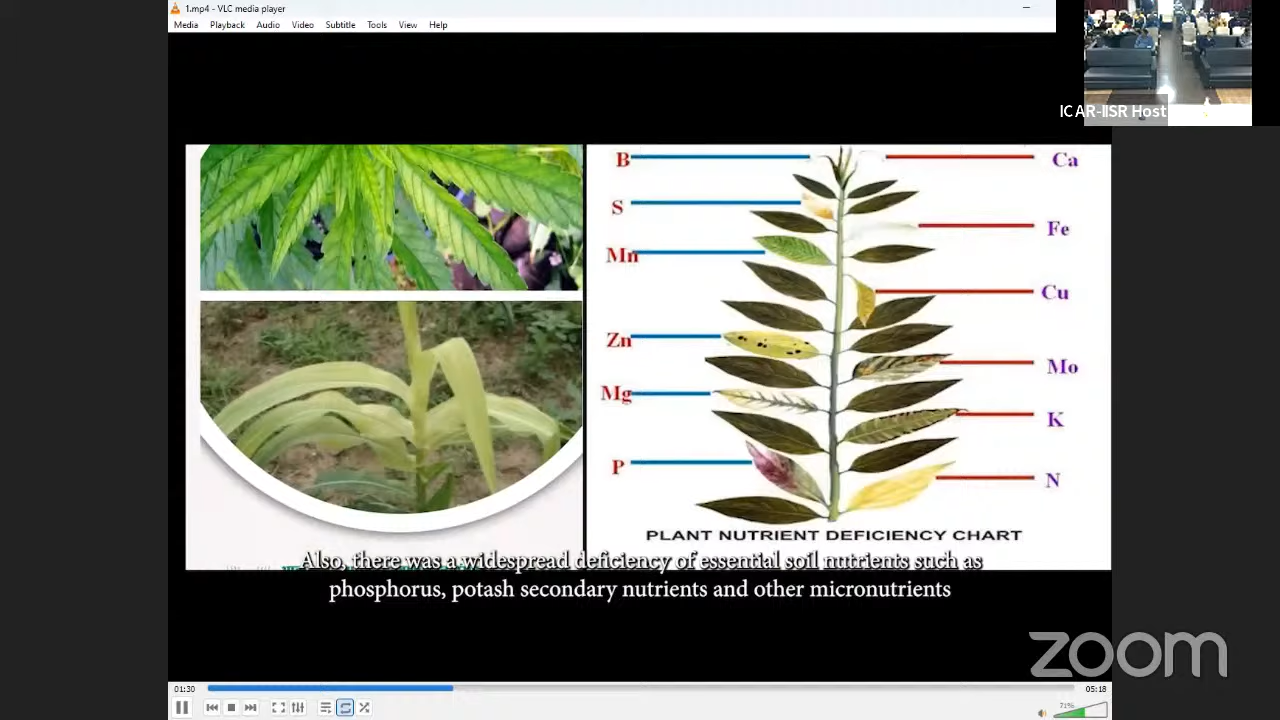 1.mp4 - VLC media player
Media Playback Audio Video Subtitle Tools View Help
ICAR-IISR Host
B
Ca
S
Fe
Mn
Cu
Zn
Mo
Mg
K
P
N
PLANT NUTRIENT DEFICIENCY CHART
Also, there was a widespread deficiency of essential soil nutrients such as
phosphorus, potash secondary nutrients and other micronutrients
zoom
01:30
05:18
71%